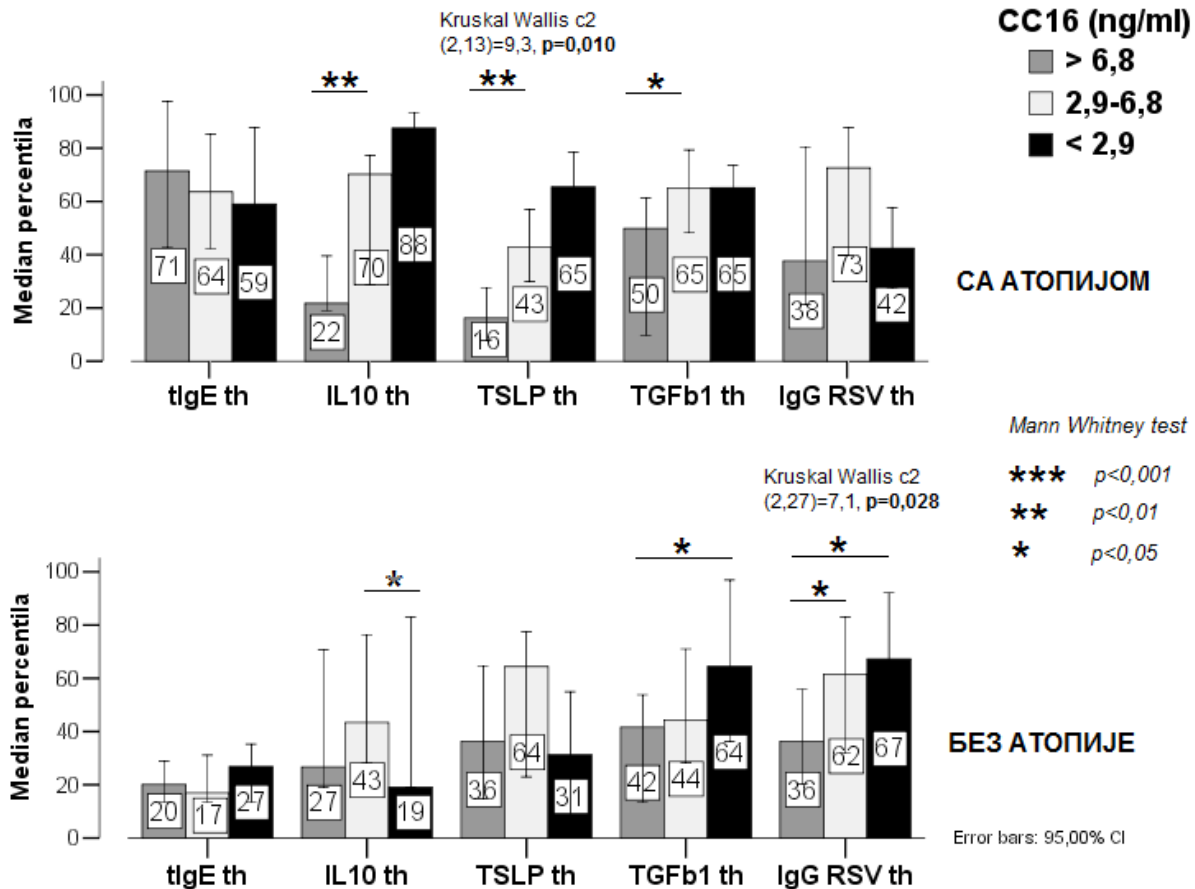 Kruskal Wallis c2
(2,13)=9,3, p=0,010
CC16 (ng/ml)
> 6,8
2,9-6,8
< 2,9
** ** *
Median percentila
100
80
60
40
20
0
71 64 59 22 70 88 16 43 65 50 65 65 38 73 42
tIgE th IL10 th TSLP th TGFb1 th IgG RSV th
СА АТОПИЈОМ
Mann Whitney test
*** p<0,001
** p<0,01
* p<0,05
Kruskal Wallis c2
(2,27)=7,1, p=0,028
* * * *
Median percentila
100
80
60
40
20
0
20 17 27 27 43 19 36 64 31 42 44 64 36 62 67
tIgE th IL10 th TSLP th TGFb1 th IgG RSV th
БЕЗ АТОПИЈЕ
Error bars: 95,00% CI